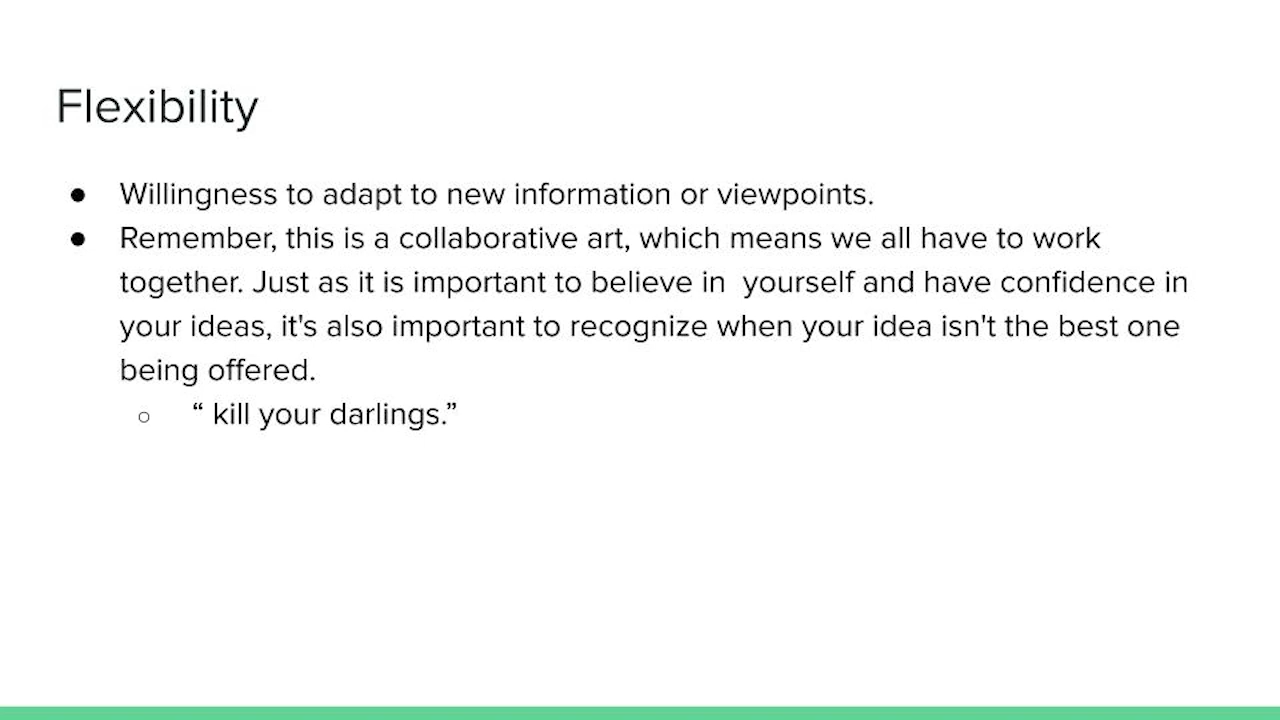 Flexibility
● Willingness to adapt to new information or viewpoints.
● Remember, this is a collaborative art, which means we all have to work
together. Just as it is important to believe in  yourself and have confidence in
your ideas, it's also important to recognize when your idea isn't the best one
being offered.
○ “ kill your darlings.”